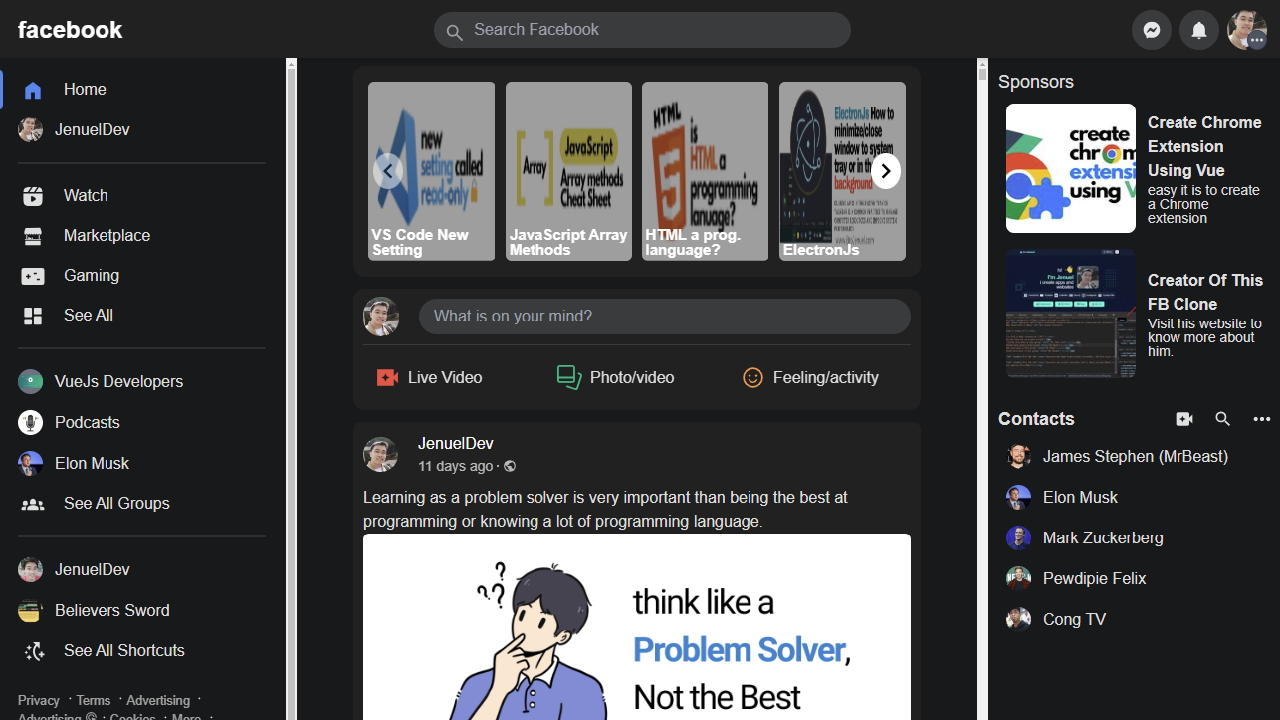 facebook
Search Facebook
Home
JenuelDev
Watch
Marketplace
Gaming
See All
VueJs Developers
Podcasts
Elon Musk
See All Groups
JenuelDev
Believers Sword
See All Shortcuts
Privacy · Terms · Advertising ·
Advertising · Cookies · More ·
new
setting called
read-only
VS Code New
Setting
Array
JavaScript
Array methods
Cheat Sheet
JavaScript Array
Methods
HTML
is
HTML a
programming
language?
HTML a prog.
language?
ElectronJs How to
minimize/close
window to system
tray or in the
background
ElectronJs
What is on your mind?
Live Video
Photo/video
Feeling/activity
JenuelDev
11 days ago ·
Learning as a problem solver is very important than being the best at
programming or knowing a lot of programming language.
think like a
Problem Solver,
Not the Best
Sponsors
create
chrome
extension
using V
Create Chrome
Extension
Using Vue
easy it is to create
a Chrome
extension
I'm Jenuel
Creator Of This
FB Clone
Visit his website to
know more about
him.
Contacts
James Stephen (MrBeast)
Elon Musk
Mark Zuckerberg
Pewdipie Felix
Cong TV